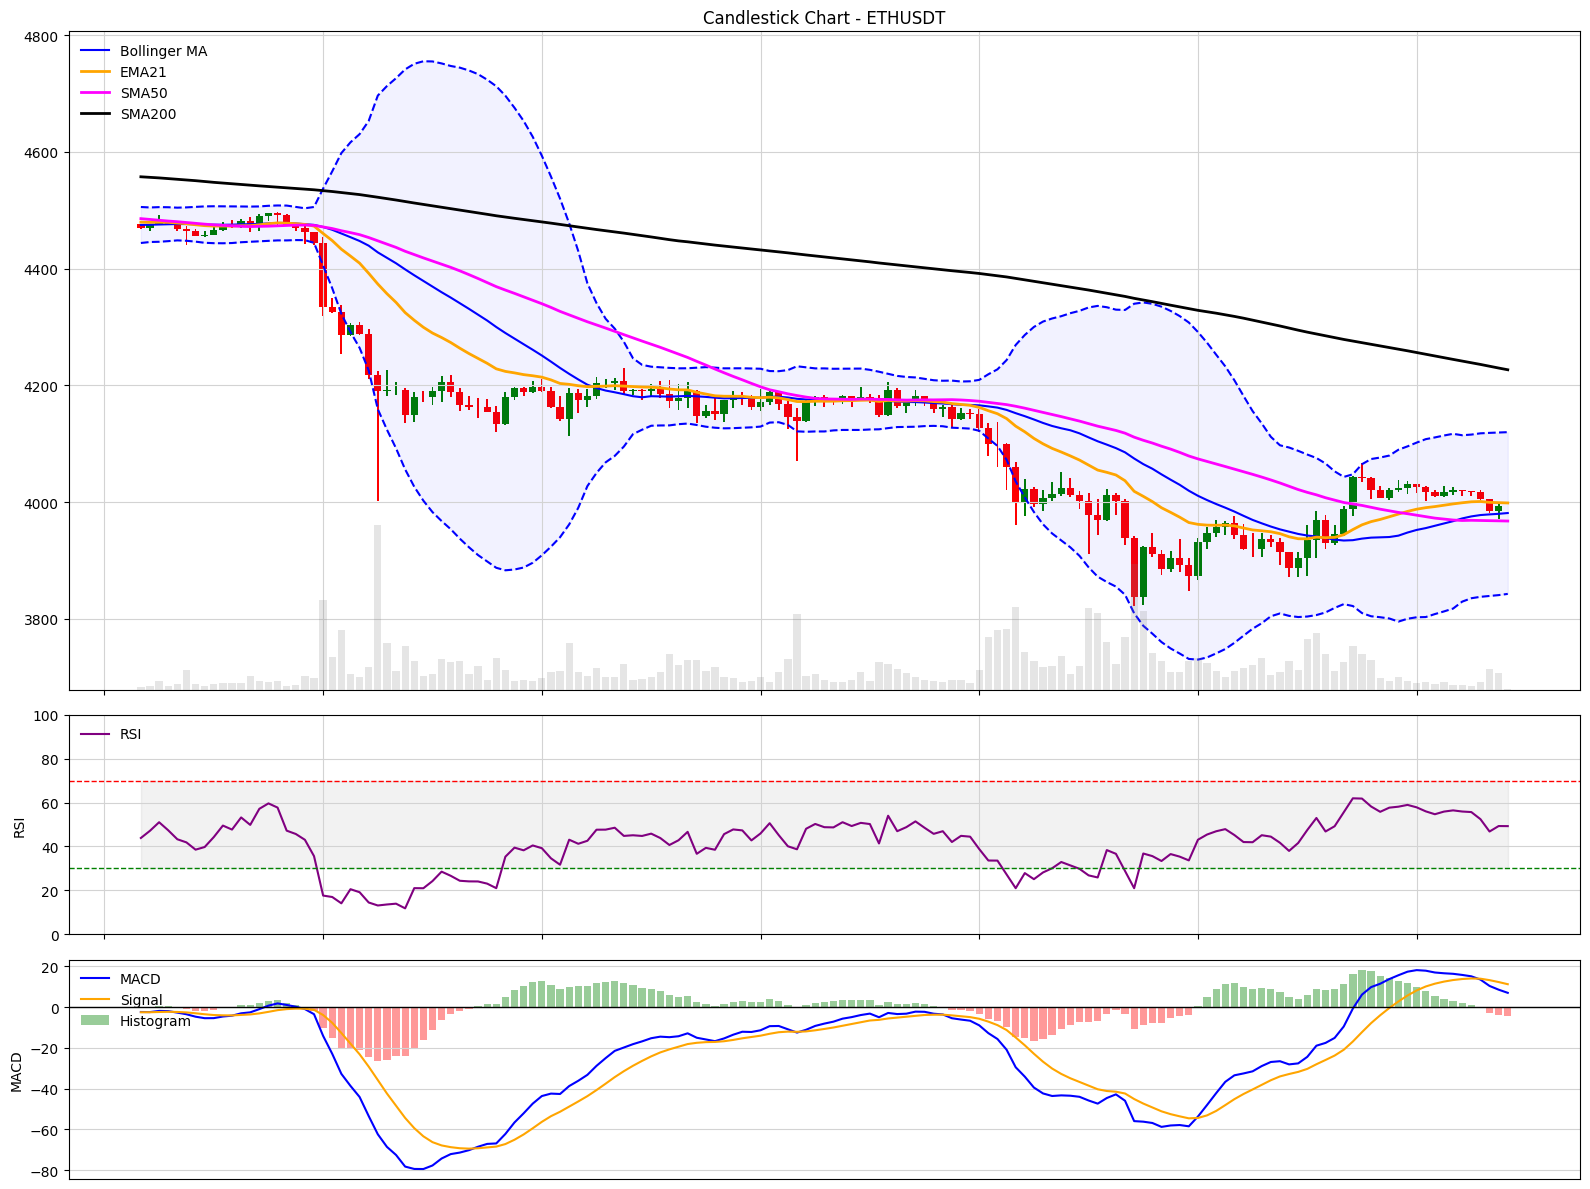 Candlestick Chart - ETHUSDT
4800
4600
4400
4200
4000
3800
Bollinger MA
EMA21
SMA50
SMA200
100
80
60
40
20
0
RSI
RSI
20
0
−20
−40
−60
−80
MACD
MACD
Signal
Histogram